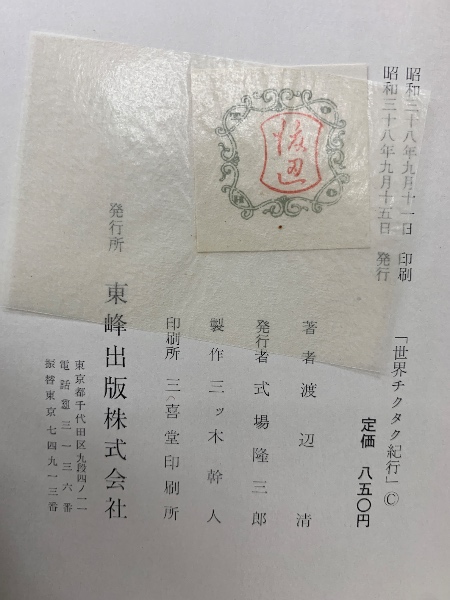 昭和三十八年九月十一日 印刷
昭和三十八年九月十五日 発行
「世界チクタク紀行」©
定価 八五〇円
著者 渡辺清
発行者 式場隆三郎
製作 三ッ木幹人
印刷所 三喜堂印刷所
発行所 東峰出版株式会社
東京都千代田区九段四ノ一一
三一三六番
振替東京七四九一三番